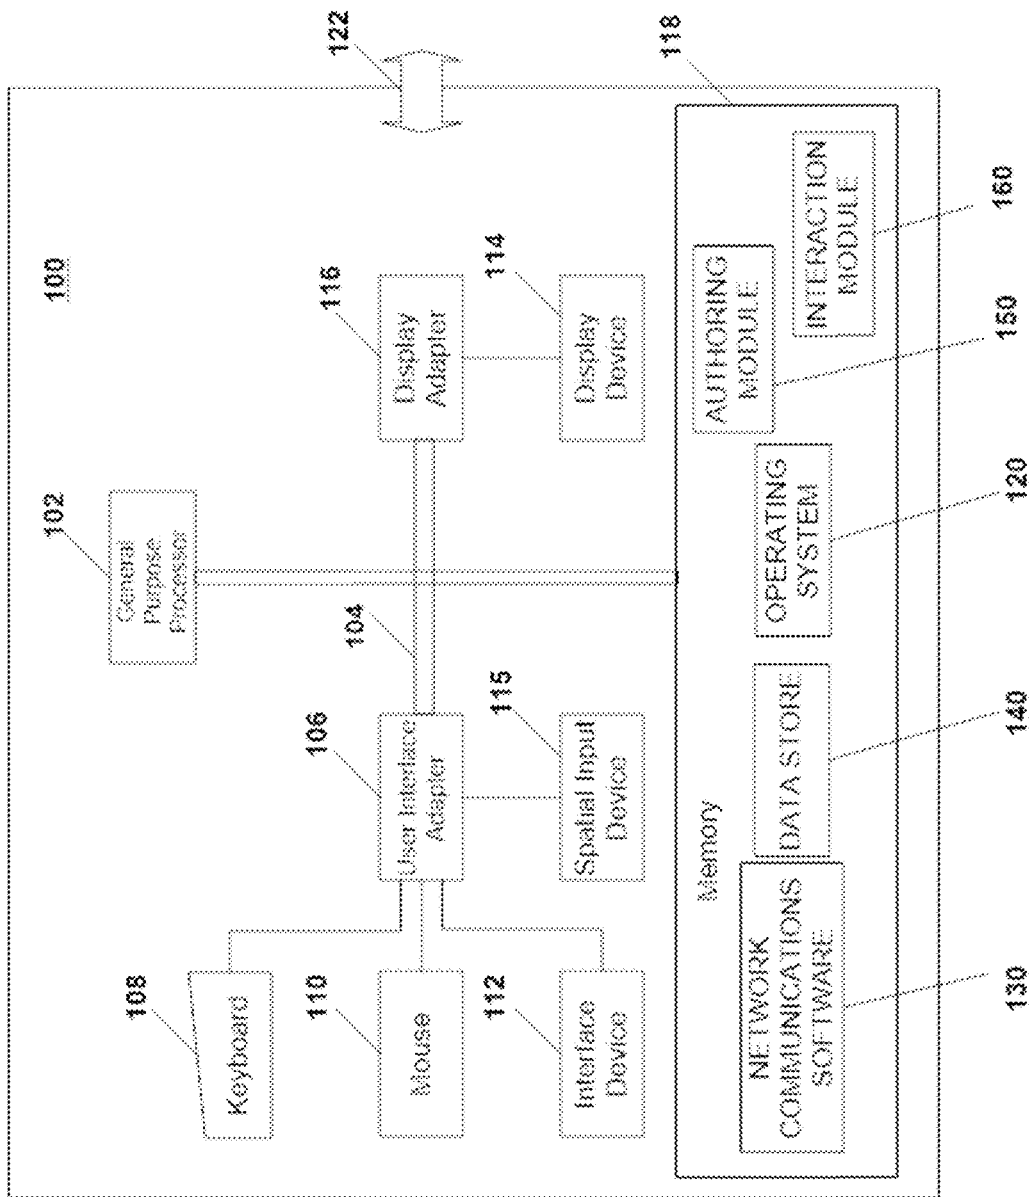 100
122
102
General
Purpose
Processor
104
108
Keyboard
110
Mouse
112
Interface
Device
106
User Interface
Adapter
115
Spatial Input
Device
116
Display
Adapter
114
Display
Device
118
Memory
NETWORK
COMMUNICATIONS
SOFTWARE
DATA STORE
OPERATING
SYSTEM
AUTHORING
MODULE
INTERACTION
MODULE
130
140
120
150
160